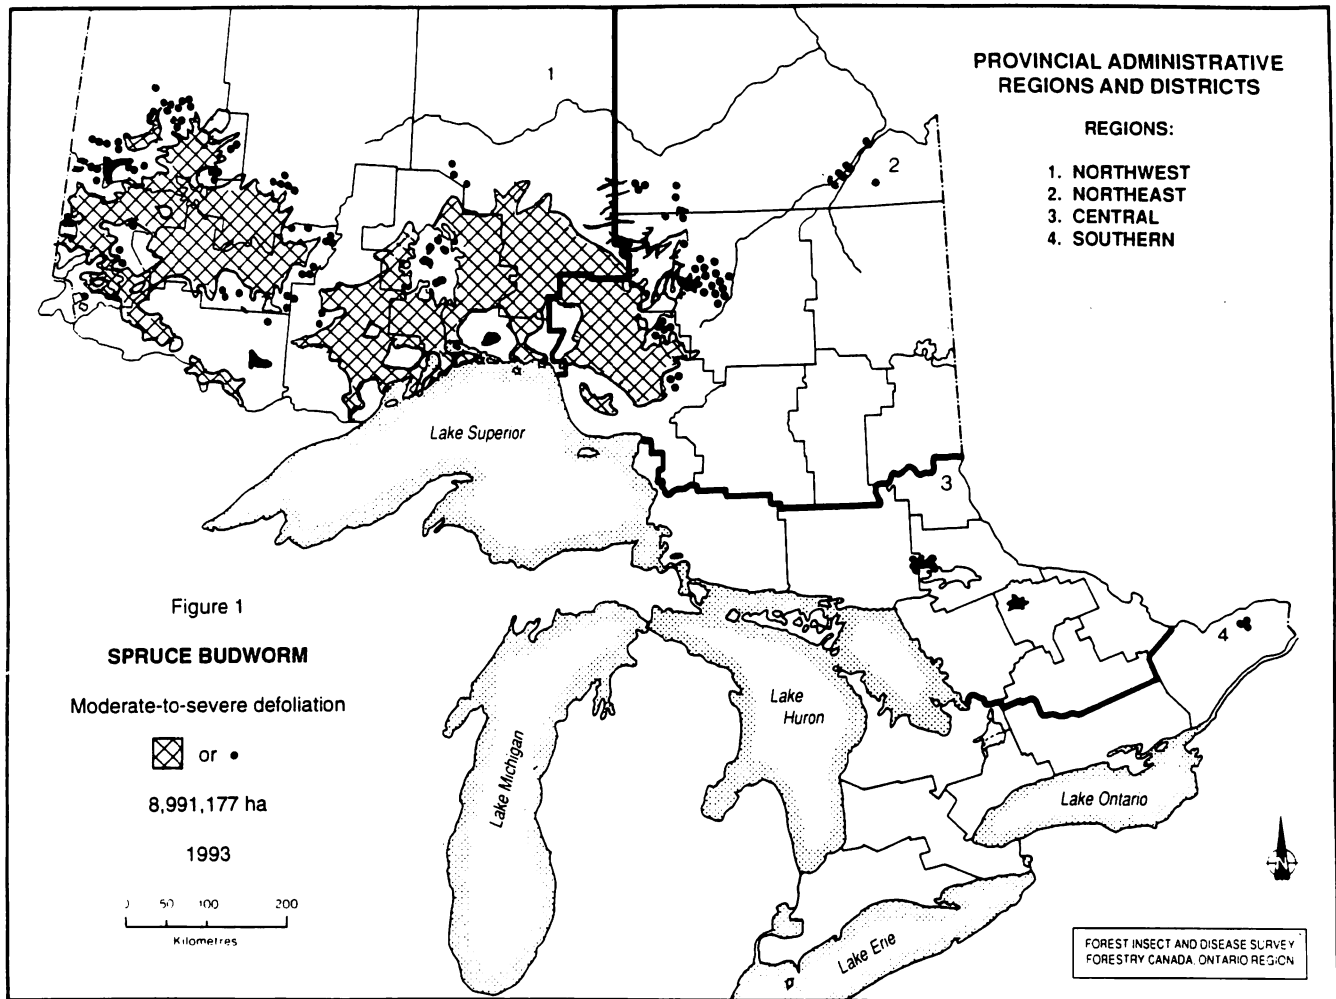 PROVINCIAL ADMINISTRATIVE
REGIONS AND DISTRICTS
REGIONS:
1. NORTHWEST
2. NORTHEAST
3. CENTRAL
4. SOUTHERN
1
2
3
4
Lake Superior
Lake Michigan
Lake
Huron
Lake Ontario
Lake Erie
Figure 1
SPRUCE BUDWORM
Moderate-to-severe defoliation
or
8,991,177 ha
1993
50 100 200
Kilometres
N
FOREST INSECT AND DISEASE SURVEY
FORESTRY CANADA, ONTARIO REGION